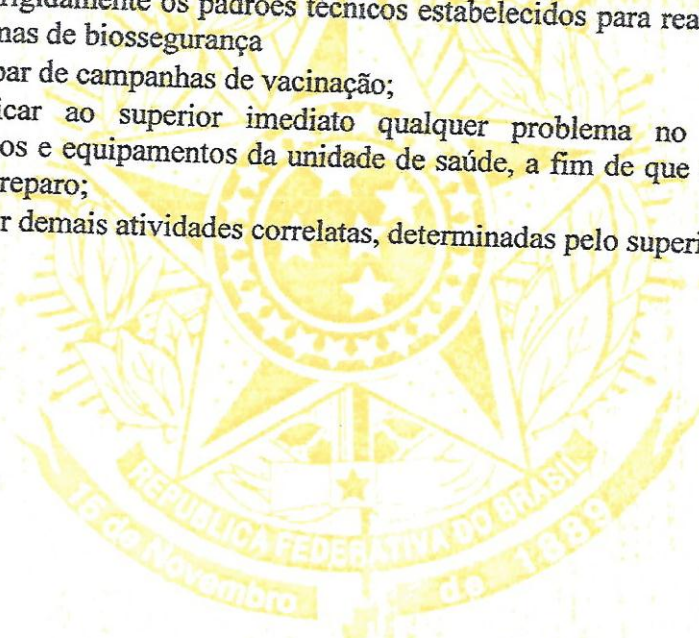 rigidamente os padrões técnicos estabelecidos para rea
mas de biossegurança
par de campanhas de vacinação;
icar ao superior imediato qualquer problema no
os e equipamentos da unidade de saúde, a fim de que
reparo;
r demais atividades correlatas, determinadas pelo superi
REPUBLICA FEDERATIVA DO BRASIL
15 de Novembro de 1889